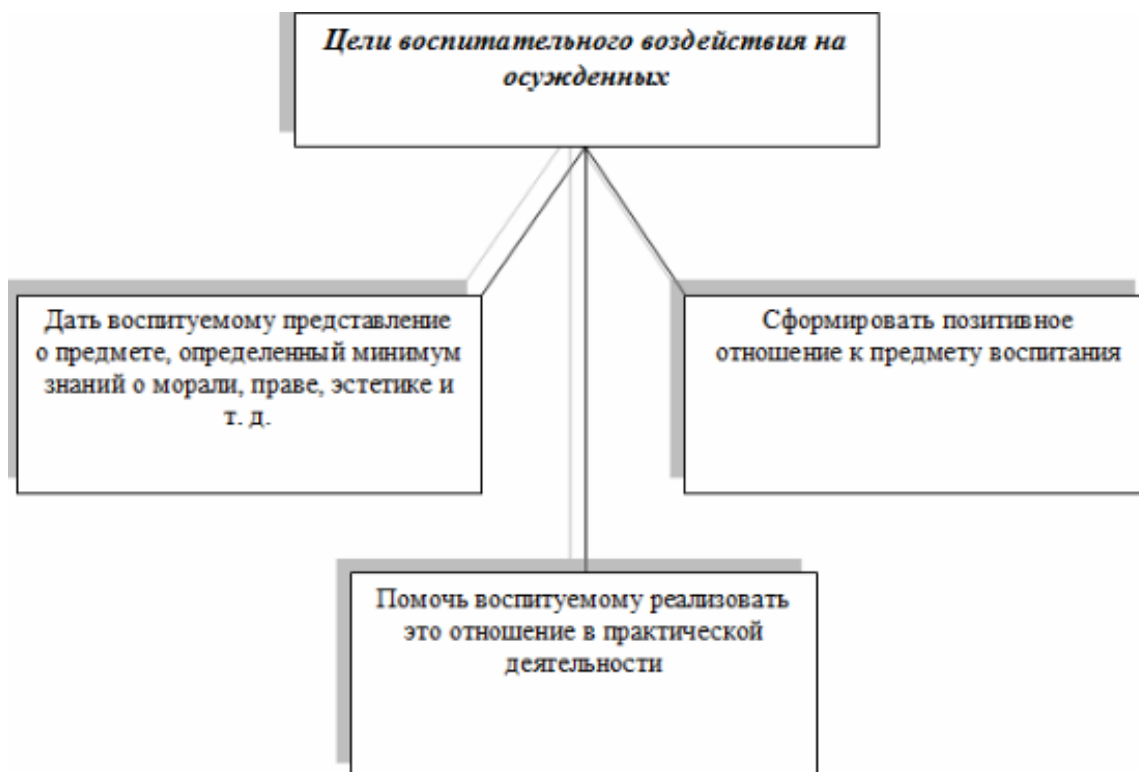 Цели воспитательного воздействия на
осужденных
Дать воспитуемому представление
о предмете, определенный минимум
знаний о морали, праве, эстетике и
т. д.
Сформировать позитивное
отношение к предмету воспитания
Помочь воспитуемому реализовать
это отношение в практической
деятельности